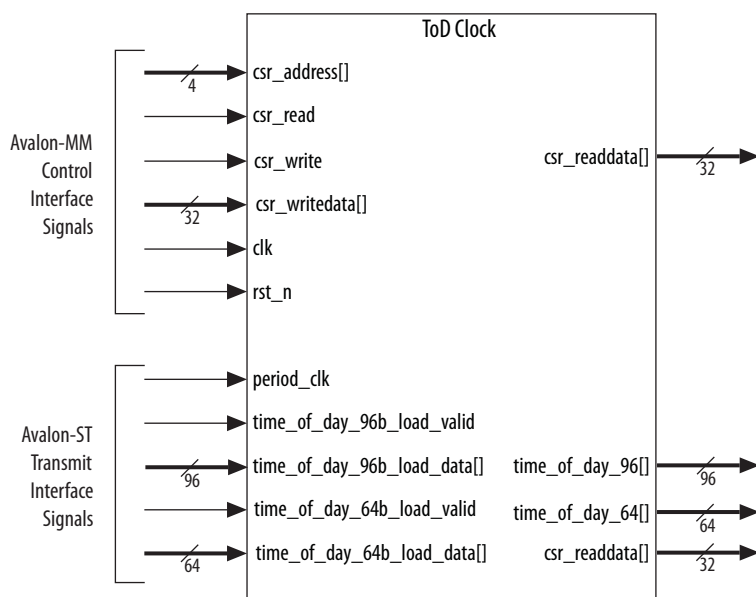 ToD Clock
Avalon-MM
Control
Interface
Signals
4
csr_address[]
csr_read
csr_write
32
csr_writedata[]
clk
rst_n
csr_readdata[]
32
Avalon-ST
Transmit
Interface
Signals
period_clk
time_of_day_96b_load_valid
96
time_of_day_96b_load_data[]
time_of_day_64b_load_valid
64
time_of_day_64b_load_data[]
time_of_day_96[]
96
time_of_day_64[]
64
csr_readdata[]
32